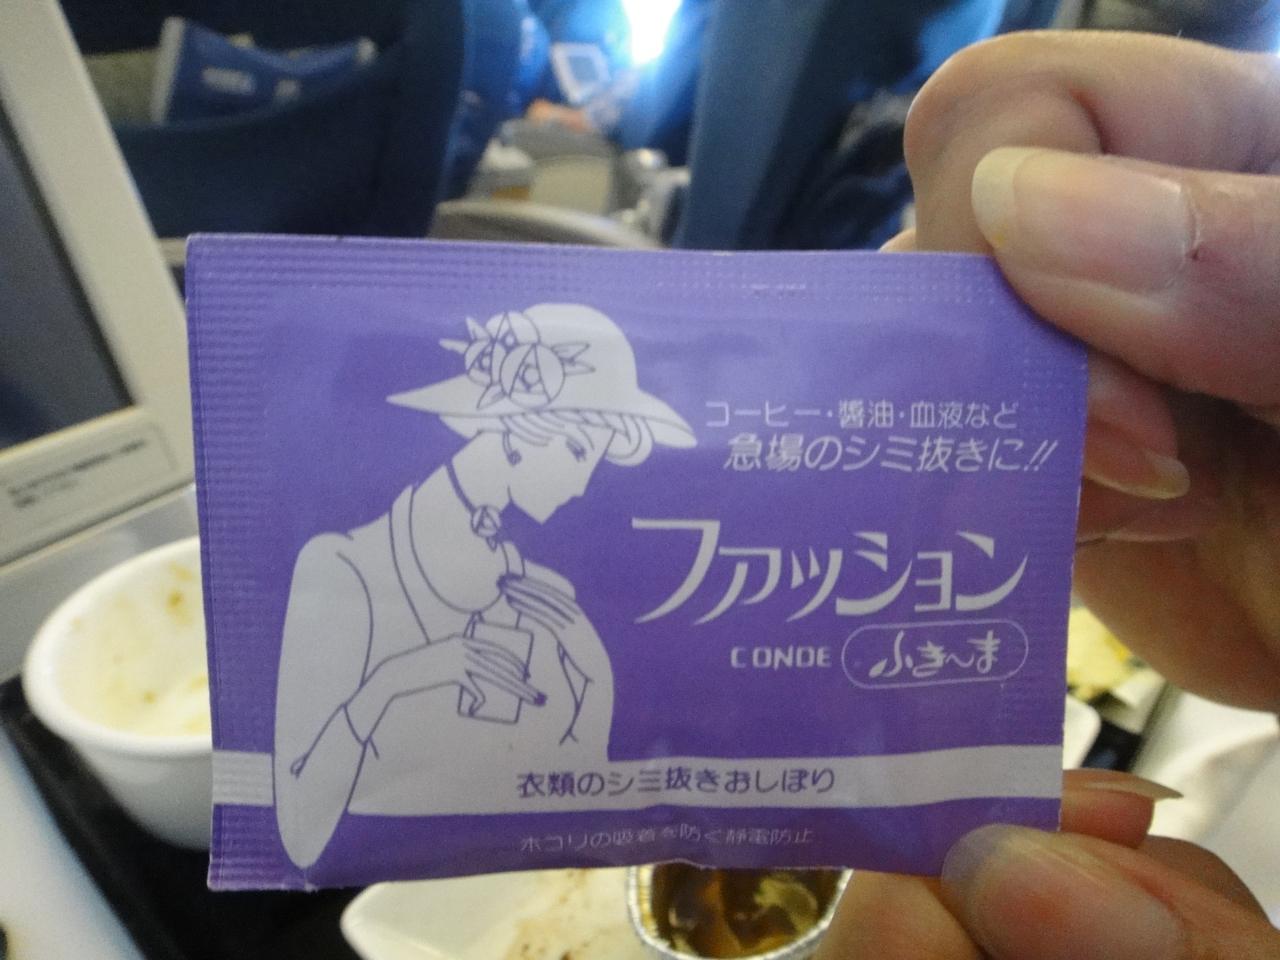 コーヒー・醬油・血液など
急場のシミ抜きに!!
ファッション
CONDE ふき〜ま
衣類のシミ抜きおしぼり
ホコリの吸着を防ぐ静電防止